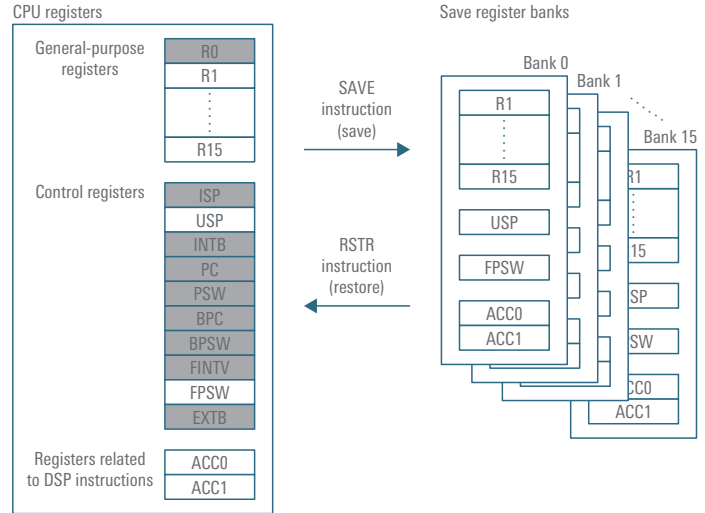 CPU registers
General-purpose
registers
R0
R1
R15
Control registers
ISP
USP
INTB
PC
PSW
BPC
BPSW
FINTV
FPSW
EXTB
Registers related
to DSP instructions
ACC0
ACC1
SAVE
instruction
(save)
RSTR
instruction
(restore)
Save register banks
Bank 0
Bank 1
Bank 15
R1
R15
USP
FPSW
ACC0
ACC1
R1
15
SP
SW
CC0
ACC1